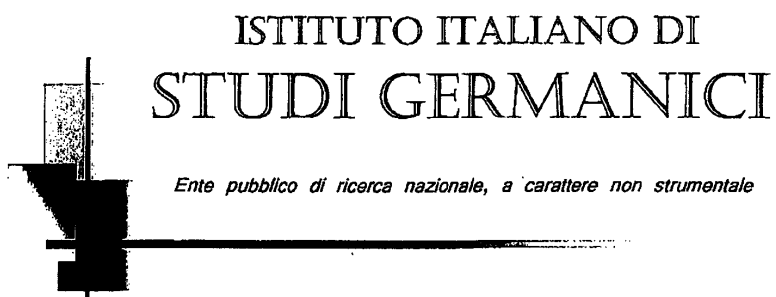 ISTITUTO ITALIANO DI
STUDI GERMANICI
Ente pubblico di ricerca nazionale, a carattere non strumentale